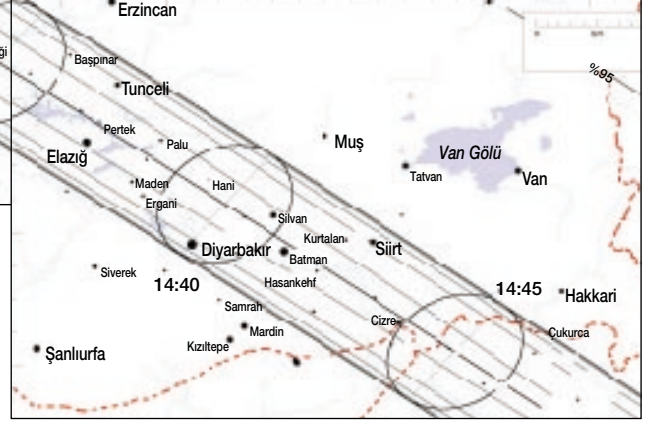 Erzincan
ği
Başpınar
Tunceli
%95
Pertek
Palu
Muş
Elazığ
Van Gölü
Tatvan
Van
Maden
Hani
Ergani
Silvan
Kurtalan
Siirt
Diyarbakır
Batman
Siverek
14:40
Hasankehf
14:45
Hakkari
Samrah
Cizre
Mardin
Çukurca
Kızıltepe
Şanlıurfa